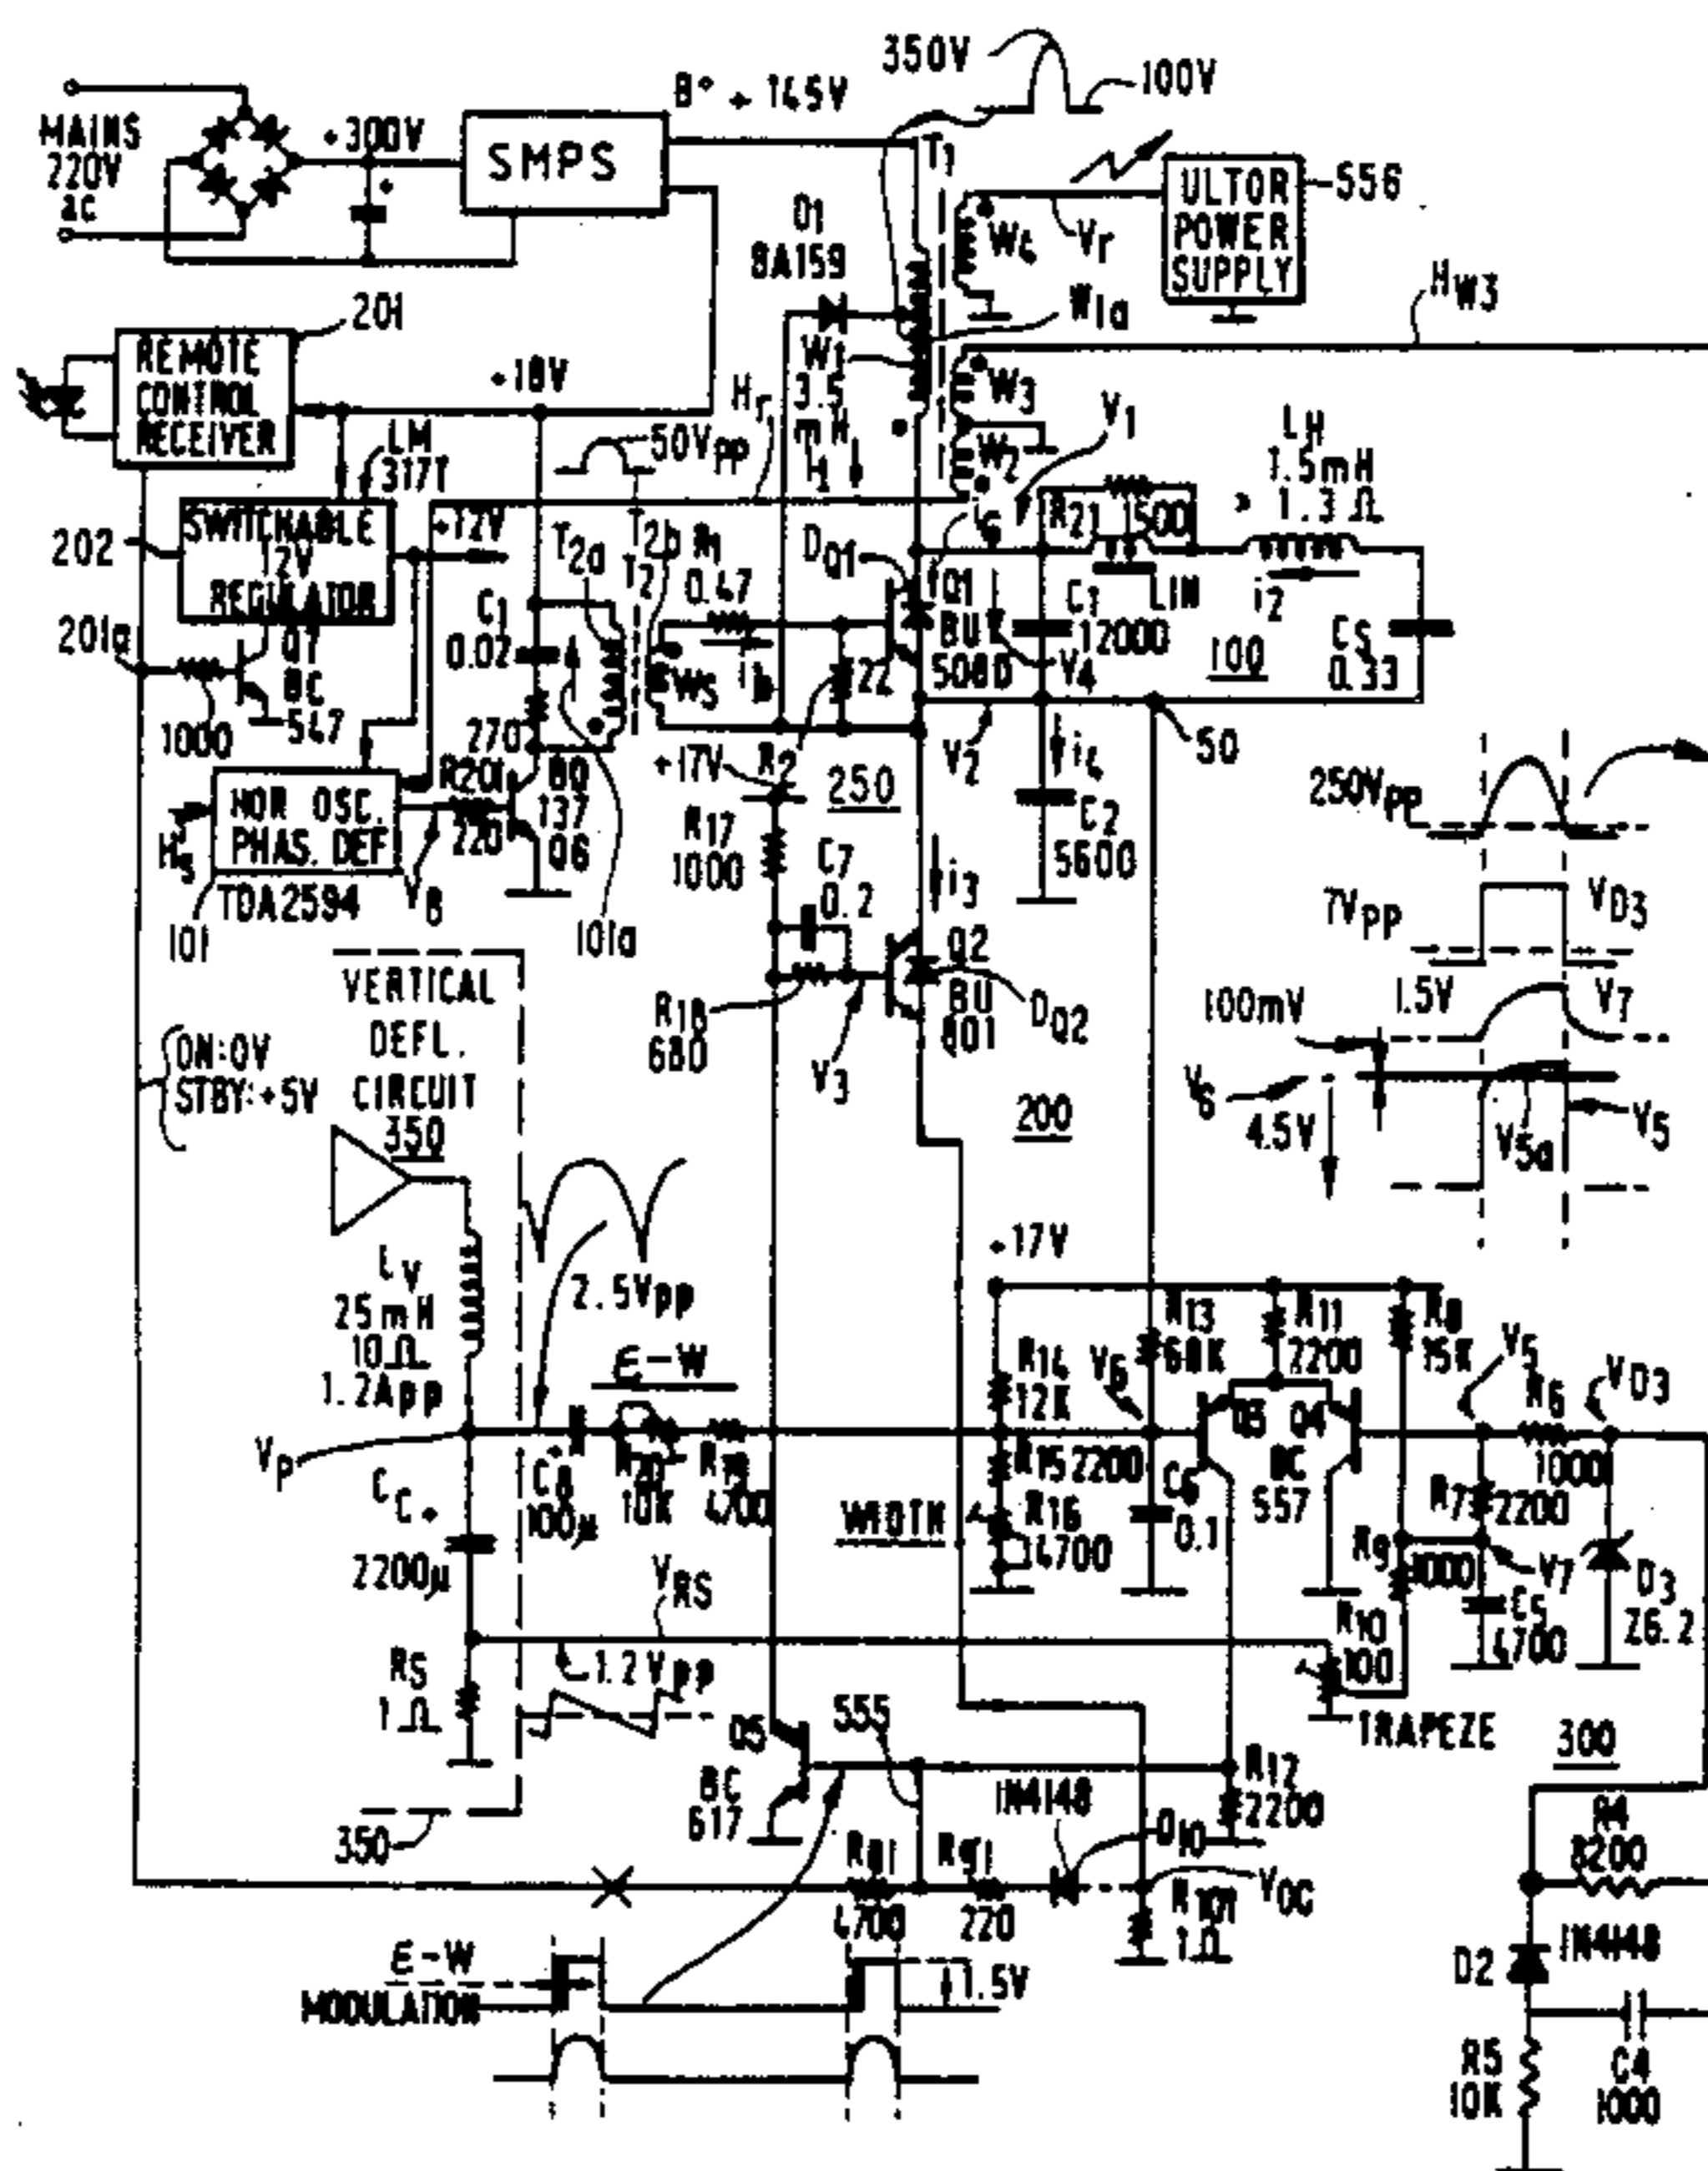 350V
100V
B+ + 145V
MAINS
220V
ac
+300V
SMPS
T1
ULTOR
POWER
SUPPLY
556
W4
Vr
D1
BA159
W1a
HW3
201
REMOTE
CONTROL
RECEIVER
+18V
W1
3.5
mH
W3
Hr
V1
LH
1.5mH
1.3Ω
50Vpp
LM
317T
W2
SWITCHABLE
12V
REGULATOR
+12V
202
T2a
T2b
T2
R1
0.47
DQ1
R21
1500
LIN
i2
C1
0.02
Q1
BU
508D
C1
12000
V4
100
CS
0.33
201a
Q7
BC
547
1000
270
W5
ib
22
R2
+17V
250
V2
i4
50
C2
5600
HOR OSC.
PHAS. DEF
HS
R201
220
V8
BD
137
Q6
TDA2594
101
101a
R17
1000
C7
0.2
i3
250Vpp
7Vpp
VD3
Q2
BU
801
DQ2
R18
680
V3
100mV
1.5V
V7
V6
4.5V
V5a
V5
VERTICAL
DEFL.
CIRCUIT
350
ON:0V
STBY:+5V
200
2.5Vpp
+17V
LV
25mH
10Ω
1.2App
E-W
R14
12K
V6
R13
68K
R11
2200
R8
15K
V5
R6
1000
VD3
VP
C8
100μ
R20
10K
R19
4700
R15 2200
C6
0.1
Q3
Q4
BC
557
R7
2200
CC
2200μ
WIDTH
R16
4700
R9
1000
V7
D3
Z6.2
C5
4700
VRS
R10
100
RS
1Ω
1.2Vpp
TRAPEZE
300
Q5
BC
617
555
1N4148
D10
R12
2200
350
R81
4700
R91
220
VOC
R101
1Ω
R4
8200
E-W
MODULATION
1.5V
D2
1N4148
R5
10K
C4
1000